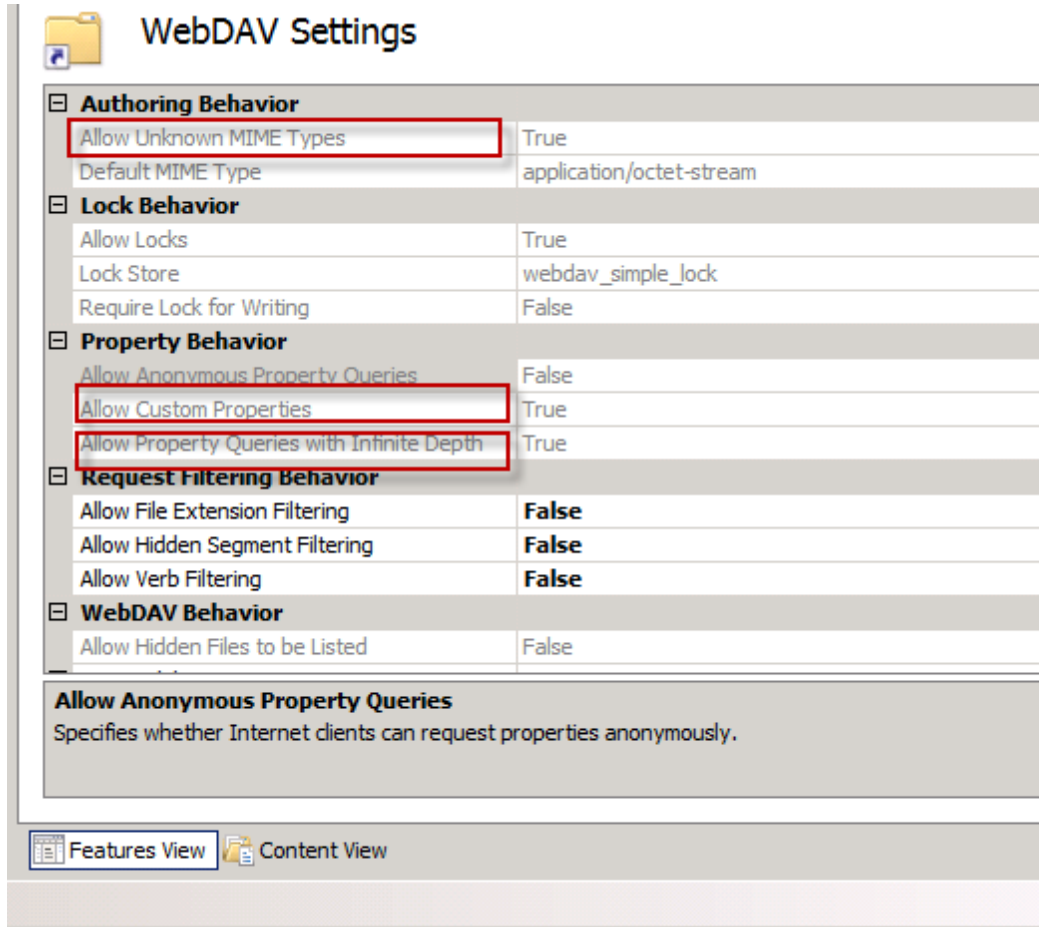 WebDAV Settings
Authoring Behavior
Allow Unknown MIME Types True
Default MIME Type application/octet-stream
Lock Behavior
Allow Locks True
Lock Store webdav_simple_lock
Require Lock for Writing False
Property Behavior
Allow Anonymous Property Queries False
Allow Custom Properties True
Allow Property Queries with Infinite Depth True
Request Filtering Behavior
Allow File Extension Filtering False
Allow Hidden Segment Filtering False
Allow Verb Filtering False
WebDAV Behavior
Allow Hidden Files to be Listed False
Allow Anonymous Property Queries
Specifies whether Internet clients can request properties anonymously.
Features View Content View